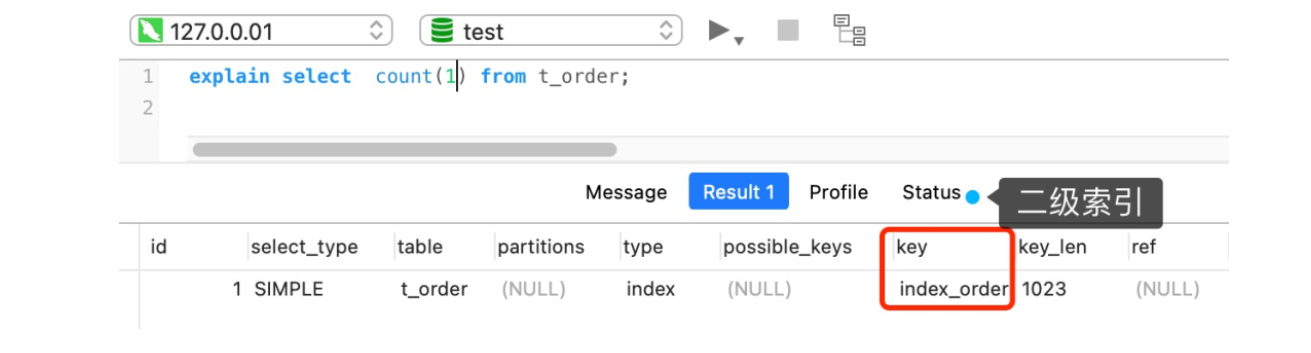 127.0.0.01 test
1 explain select count(1) from t_order;
2
Message Result 1 Profile Status 二级索引
id select_type table partitions type possible_keys key key_len ref
1 SIMPLE t_order (NULL) index (NULL) index_order 1023 (NULL)